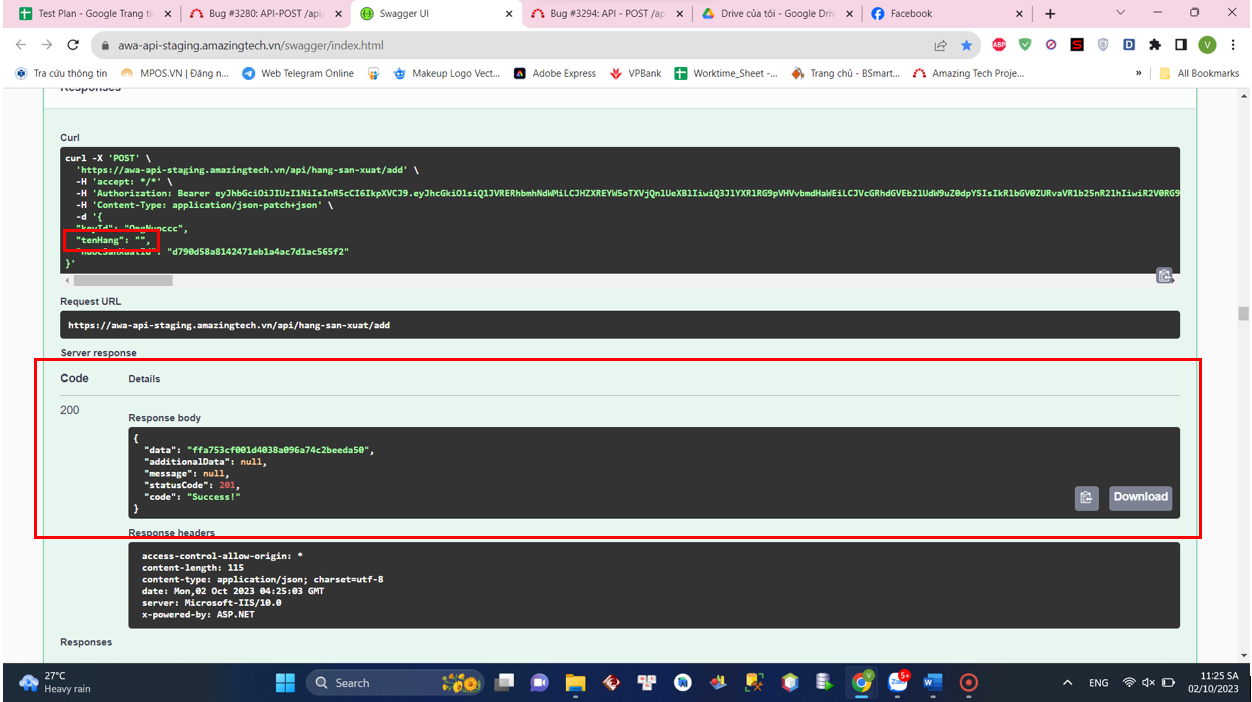 Test Plan - Google Trang tí
Bug #3280: API-POST /api/
Swagger UI
Bug #3294: API - POST /ap
Drive của tôi - Google Driv
Facebook
awa-api-staging.amazingtech.vn/swagger/index.html
ABP
S
D
V
Tra cứu thông tin
MPOS.VN | Đăng n...
Web Telegram Online
Makeup Logo Vect...
Adobe Express
VPBank
Worktime_Sheet -...
Trang chủ - BSmart...
Amazing Tech Proje...
»
All Bookmarks
Responses
Curl
curl -X 'POST' \
'https://awa-api-staging.amazingtech.vn/api/hang-san-xuat/add' \
-H 'accept: */*' \
-H 'Authorization: Bearer
-H 'Content-Type: application/json-patch+json' \
-d '{
"keyId": "OngNuoccc",
"tenHang": "",
"nuocSanXuatId": "d790d58a8142471eb1a4ac7d1ac565f2"
}'
Request URL
https://awa-api-staging.amazingtech.vn/api/hang-san-xuat/add
Server response
Code
Details
200
Response body
{
"data": "ffa753cf001d4038a096a74c2beeda50",
"additionalData": null,
"message": null,
"statusCode": 201,
"code": "Success!"
}
Download
Response headers
access-control-allow-origin: *
content-length: 115
content-type: application/json; charset=utf-8
date: Mon,02 Oct 2023 04:25:03 GMT
server: Microsoft-IIS/10.0
x-powered-by: ASP.NET
Responses
27°C
Heavy rain
Search
Zalo
5+
ENG
11:25 SA
02/10/2023